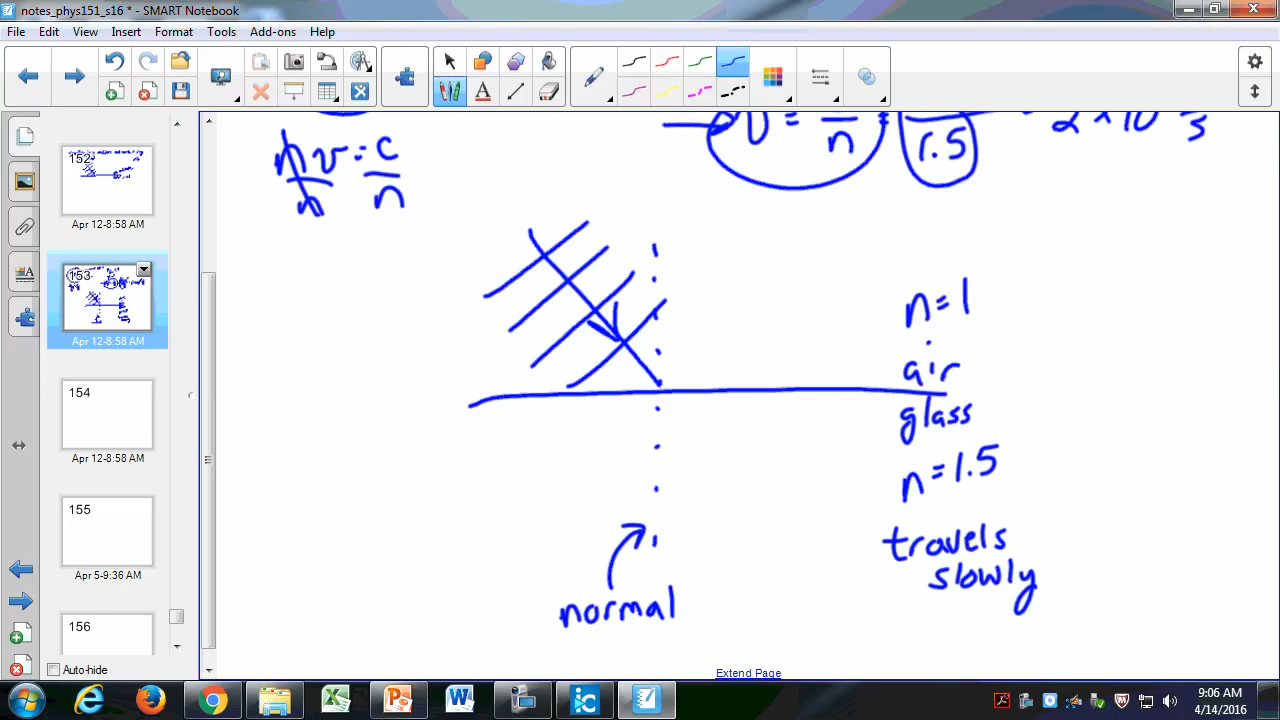 notes_phys151_s16 * - SMART Notebook
File Edit View Insert Format Tools Add-ons Help
152
Apr 12-8:58 AM
153
Apr 12-8:58 AM
154
Apr 12-8:58 AM
155
Apr 5-9:36 AM
156
Auto-hide
nv = c
n n
v = n = 1.5
n=1
air
glass
n=1.5
travels
slowly
normal
Extend Page
9:06 AM
4/14/2016